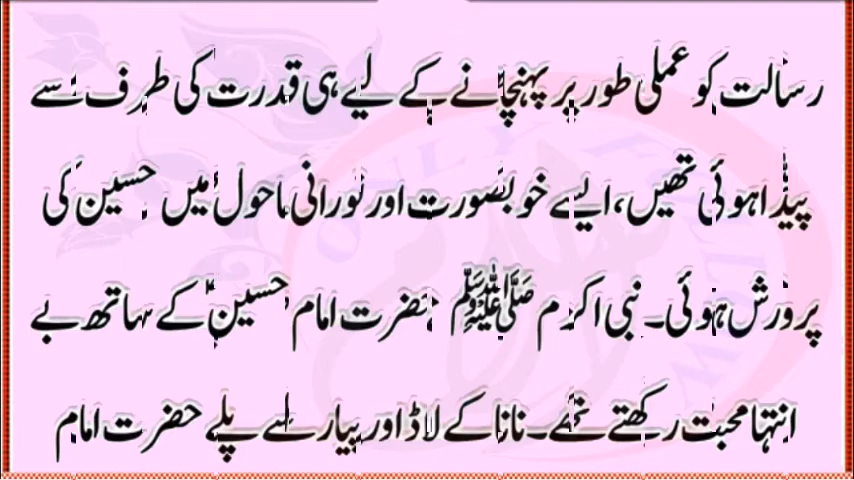 رسالت کو عملی طور پر پہنچانے کے لیے ہی قدرت کی طرف سے
پیدا ہوئی تھیں، ایسے خوبصورت اور نورانی ماحول میں حسین کی
پرورش ہوئی۔ نبی اکرم ﷺ حضرت امام حسینؑ کے ساتھ بے
انتہا محبت رکھتے تھے۔ نانا کے لاڈ اور پیار سے پلے حضرت امام
ONLY